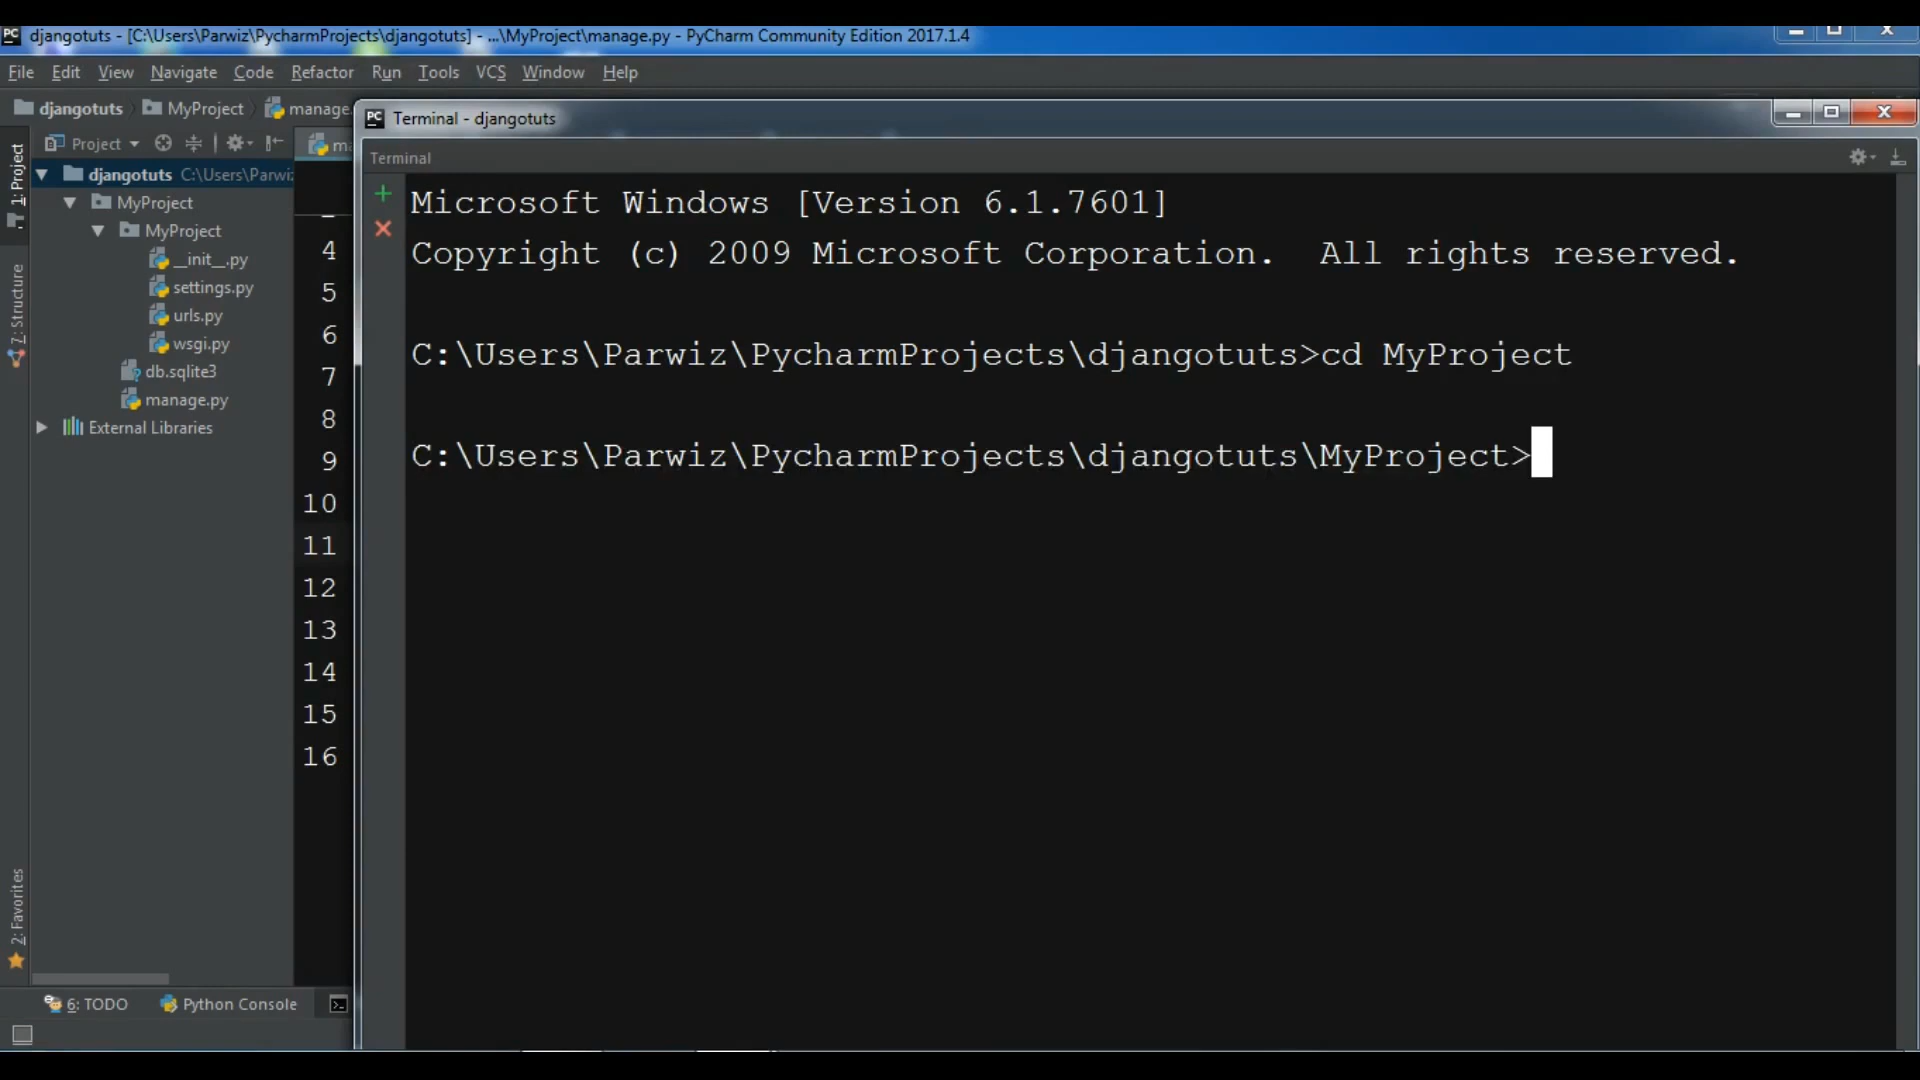 djangotuts - [C:\Users\Parwiz\PycharmProjects\djangotuts] - ...\MyProject\manage.py - PyCharm Community Edition 2017.1.4
File Edit View Navigate Code Refactor Run Tools VCS Window Help
djangotuts MyProject manage.
Terminal - djangotuts
Project
Terminal
1: Project
djangotuts C:\Users\Parwiz
MyProject
MyProject
__init__.py
settings.py
urls.py
wsgi.py
db.sqlite3
manage.py
External Libraries
7: Structure
2: Favorites
4
5
6
7
8
9
10
11
12
13
14
15
16
Microsoft Windows [Version 6.1.7601]
Copyright (c) 2009 Microsoft Corporation.  All rights reserved.
C:\Users\Parwiz\PycharmProjects\djangotuts>cd MyProject
C:\Users\Parwiz\PycharmProjects\djangotuts\MyProject>
6: TODO Python Console